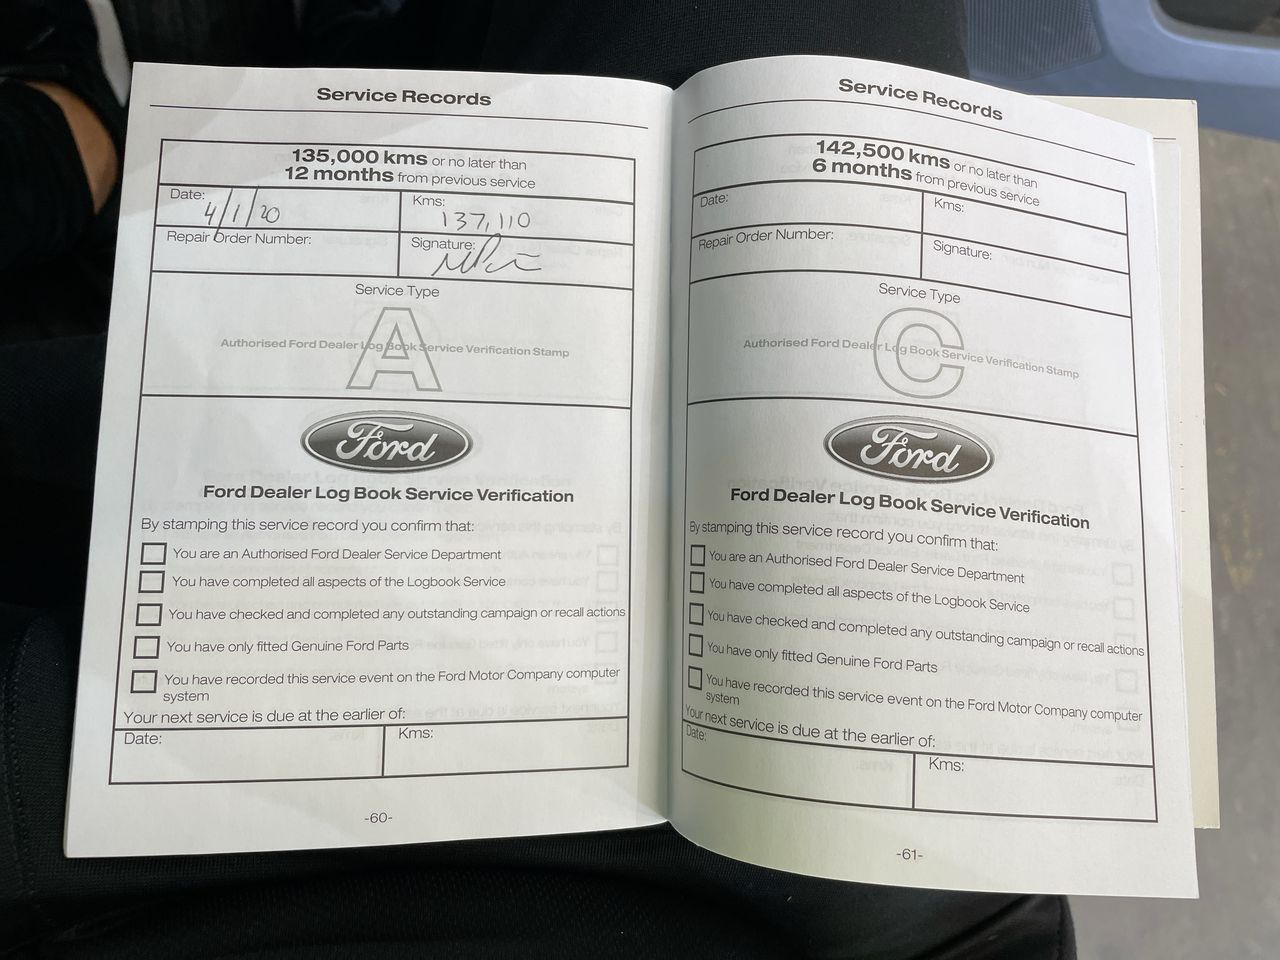 Service Records
135,000 kms or no later than
12 months from previous service
Date: 4/1/20
Kms: 137,110
Repair Order Number:
Signature:
Service Type
A
Authorised Ford Dealer Log Book Service Verification Stamp
Ford
Ford Dealer Log Book Service Verification
By stamping this service record you confirm that:
You are an Authorised Ford Dealer Service Department
You have completed all aspects of the Logbook Service
You have checked and completed any outstanding campaign or recall actions
You have only fitted Genuine Ford Parts
You have recorded this service event on the Ford Motor Company computer
system
Your next service is due at the earlier of:
Date:
Kms:
-60-
Service Records
142,500 kms or no later than
6 months from previous service
Date:
Kms:
Repair Order Number:
Signature:
Service Type
C
Authorised Ford Dealer Log Book Service Verification Stamp
Ford
Ford Dealer Log Book Service Verification
By stamping this service record you confirm that:
You are an Authorised Ford Dealer Service Department
You have completed all aspects of the Logbook Service
You have checked and completed any outstanding campaign or recall actions
You have only fitted Genuine Ford Parts
You have recorded this service event on the Ford Motor Company computer
system
Your next service is due at the earlier of:
Date:
Kms:
-61-